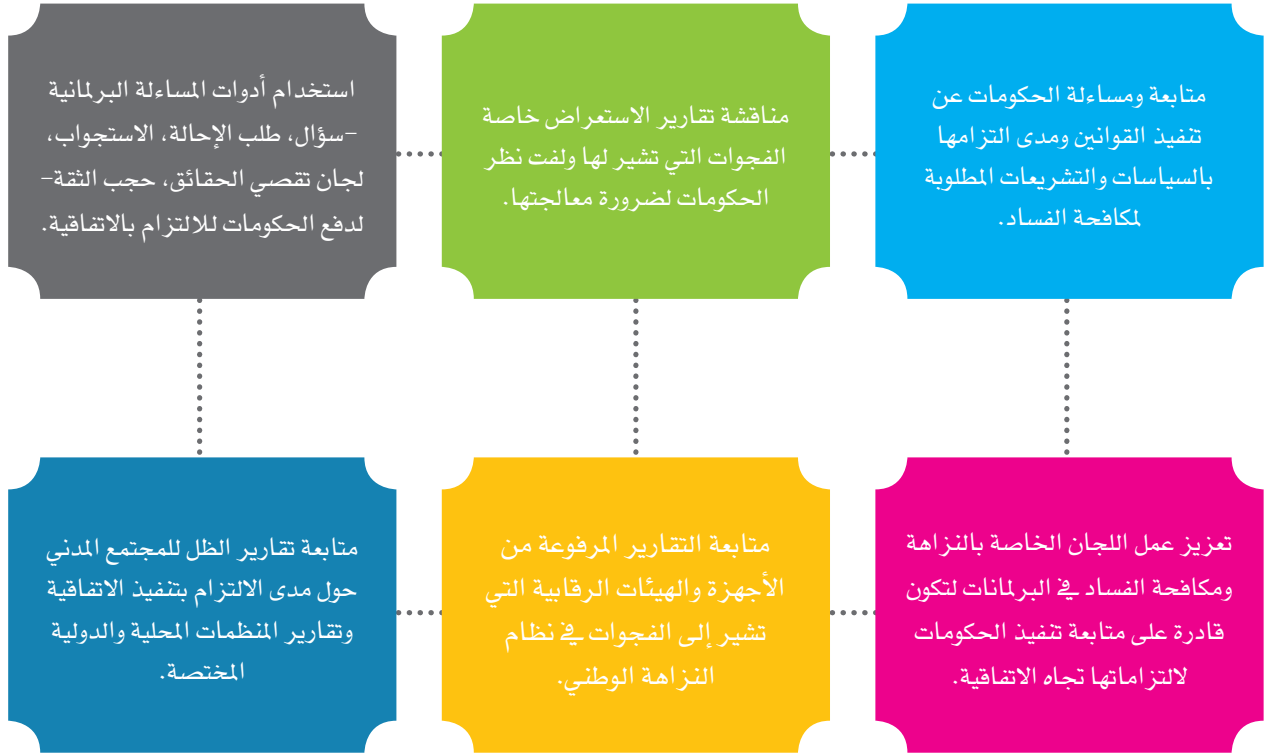 متابعة ومساءلة الحكومات عن
تنفيذ القوانين ومدى التزامها
بالسياسات والتشريعات المطلوبة
لمكافحة الفساد.
مناقشة تقارير الاستعراض خاصة
الفجوات التي تشير لها ولفت نظر
الحكومات لضرورة معالجتها.
استخدام أدوات المساءلة البرلمانية
-سؤال، طلب الإحالة، الاستجواب،
لجان تقصي الحقائق، حجب الثقة-
لدفع الحكومات للالتزام بالاتفاقية.
تعزيز عمل اللجان الخاصة بالنزاهة
ومكافحة الفساد في البرلمانات لتكون
قادرة على متابعة تنفيذ الحكومات
لالتزاماتها تجاه الاتفاقية.
متابعة التقارير المرفوعة من
الأجهزة والهيئات الرقابية التي
تشير إلى الفجوات في نظام
النزاهة الوطني.
متابعة تقارير الظل للمجتمع المدني
حول مدى الالتزام بتنفيذ الاتفاقية
وتقارير المنظمات المحلية والدولية
المختصة.